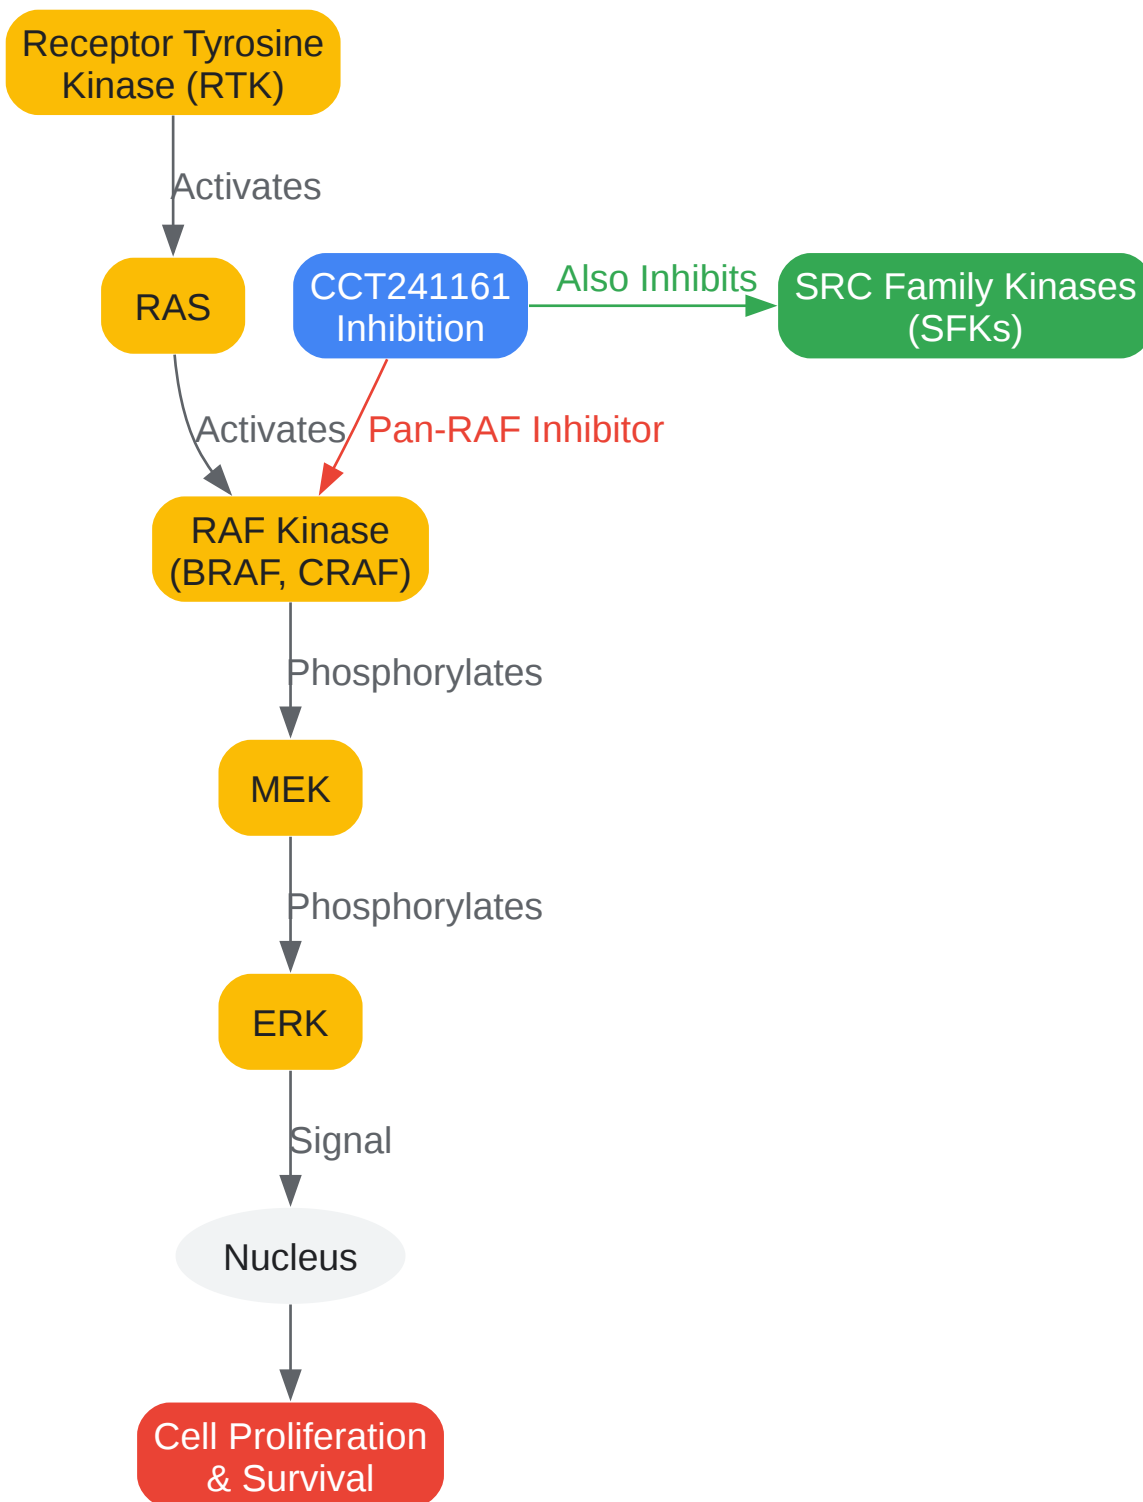 Receptor Tyrosine
Kinase (RTK)
Activates
RAS
CCT241161
Inhibition
Also Inhibits
SRC Family Kinases
(SFKs)
Activates
Pan-RAF Inhibitor
RAF Kinase
(BRAF, CRAF)
Phosphorylates
MEK
Phosphorylates
ERK
Signal
Nucleus
Cell Proliferation
& Survival